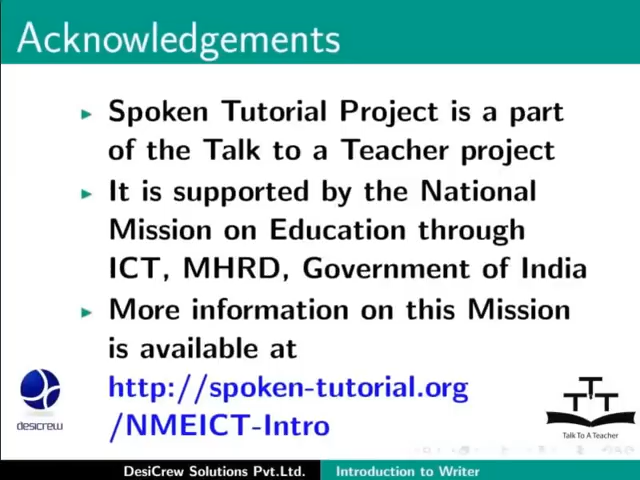 Acknowledgements
Spoken Tutorial Project is a part
of the Talk to a Teacher project
It is supported by the National
Mission on Education through
ICT, MHRD, Government of India
More information on this Mission
is available at
http://spoken-tutorial.org
/NMEICT-Intro
desicrew
T T T
Talk To A Teacher
DesiCrew Solutions Pvt.Ltd. Introduction to Writer